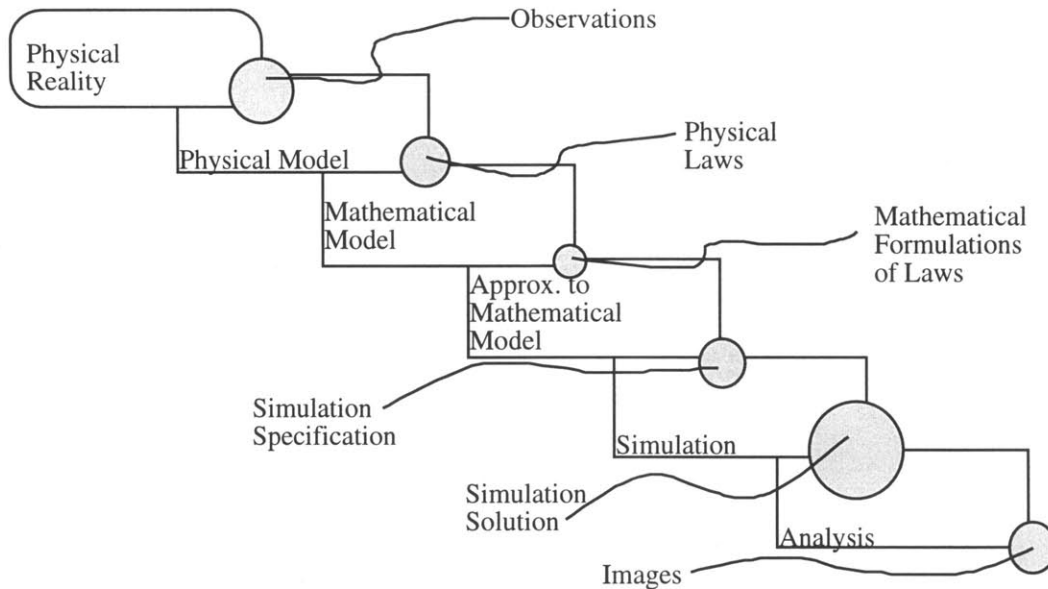 Observations
Physical
Reality
Physical
Laws
Physical Model
Mathematical
Model
Mathematical
Formulations
of Laws
Approx. to
Mathematical
Model
Simulation
Specification
Simulation
Simulation
Solution
Analysis
Images